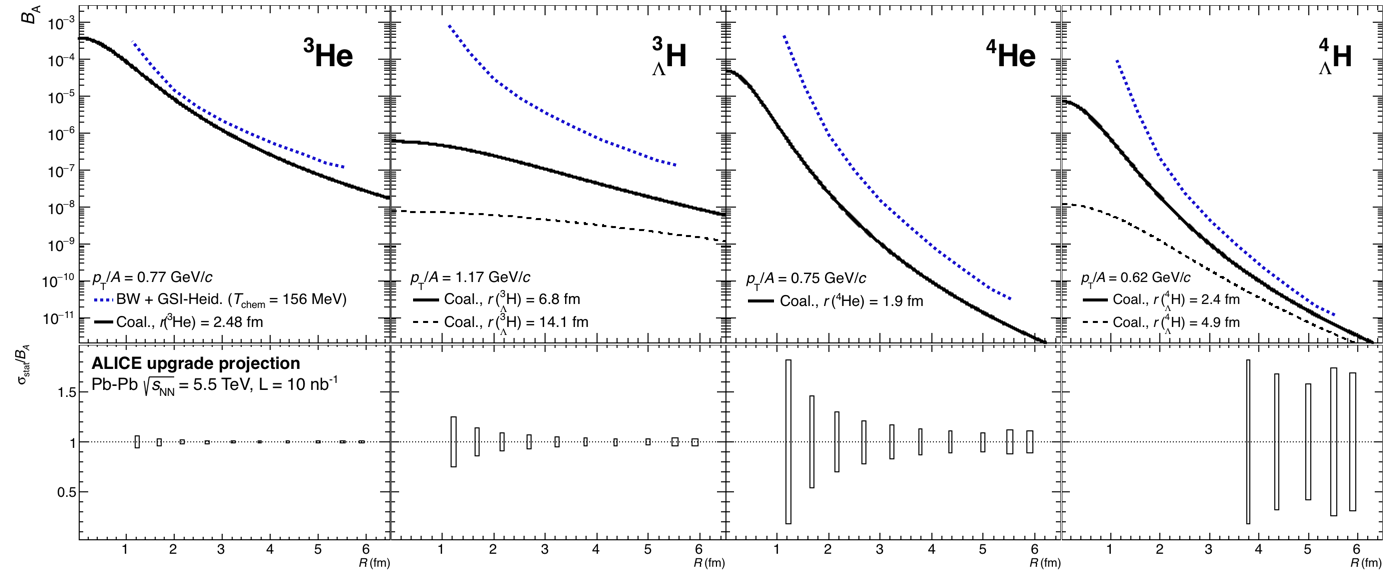 B_A
10⁻³
10⁻⁴
10⁻⁵
10⁻⁶
10⁻⁷
10⁻⁸
10⁻⁹
10⁻¹⁰
10⁻¹¹
³He
p_T/A = 0.77 GeV/c
BW + GSI-Heid. (T_chem = 156 MeV)
Coal., r(³He) = 2.48 fm
³_ΛH
p_T/A = 1.17 GeV/c
Coal., r(³_ΛH) = 6.8 fm
Coal., r(³_ΛH) = 14.1 fm
⁴He
p_T/A = 0.75 GeV/c
Coal., r(⁴He) = 1.9 fm
⁴_ΛH
p_T/A = 0.62 GeV/c
Coal., r(⁴_ΛH) = 2.4 fm
Coal., r(⁴_ΛH) = 4.9 fm
σ_stat/B_A
1.5
1
0.5
ALICE upgrade projection
Pb-Pb √s_NN = 5.5 TeV, L = 10 nb⁻¹
1 2 3 4 5 6
R (fm)
1 2 3 4 5 6
R (fm)
1 2 3 4 5 6
R (fm)
1 2 3 4 5 6
R (fm)